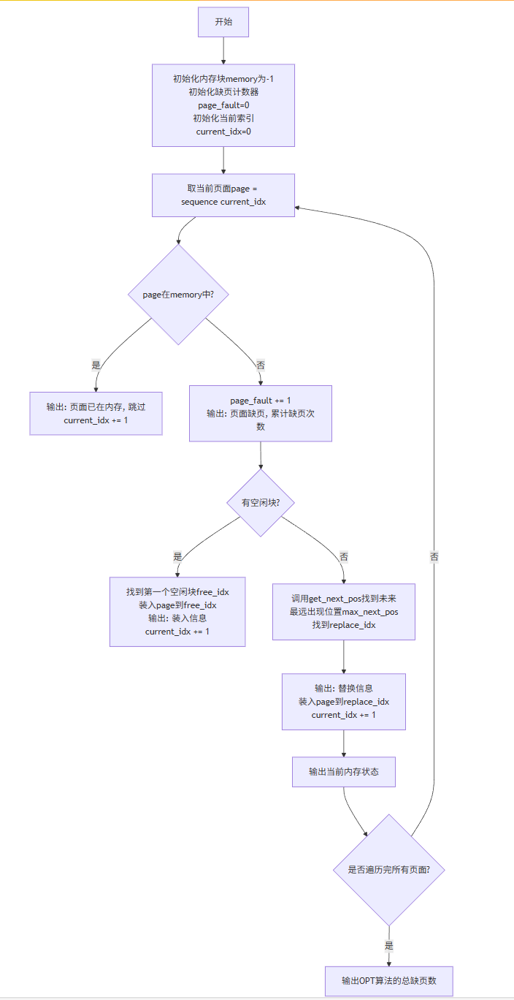 开始
初始化内存块memory为-1
初始化缺页计数器
page_fault=0
初始化当前索引
current_idx=0
取当前页面page =
sequence current_idx
page在memory中?
是
否
输出: 页面已在内存, 跳过
current_idx += 1
page_fault += 1
输出: 页面缺页, 累计缺页次
数
有空闲块?
是
否
否
找到第一个空闲块free_idx
装入page到free_idx
输出: 装入信息
current_idx += 1
调用get_next_pos找到未来
最远出现位置max_next_pos
找到replace_idx
输出: 替换信息
装入page到replace_idx
current_idx += 1
输出当前内存状态
是否遍历完所有页面?
是
输出OPT算法的总缺页数